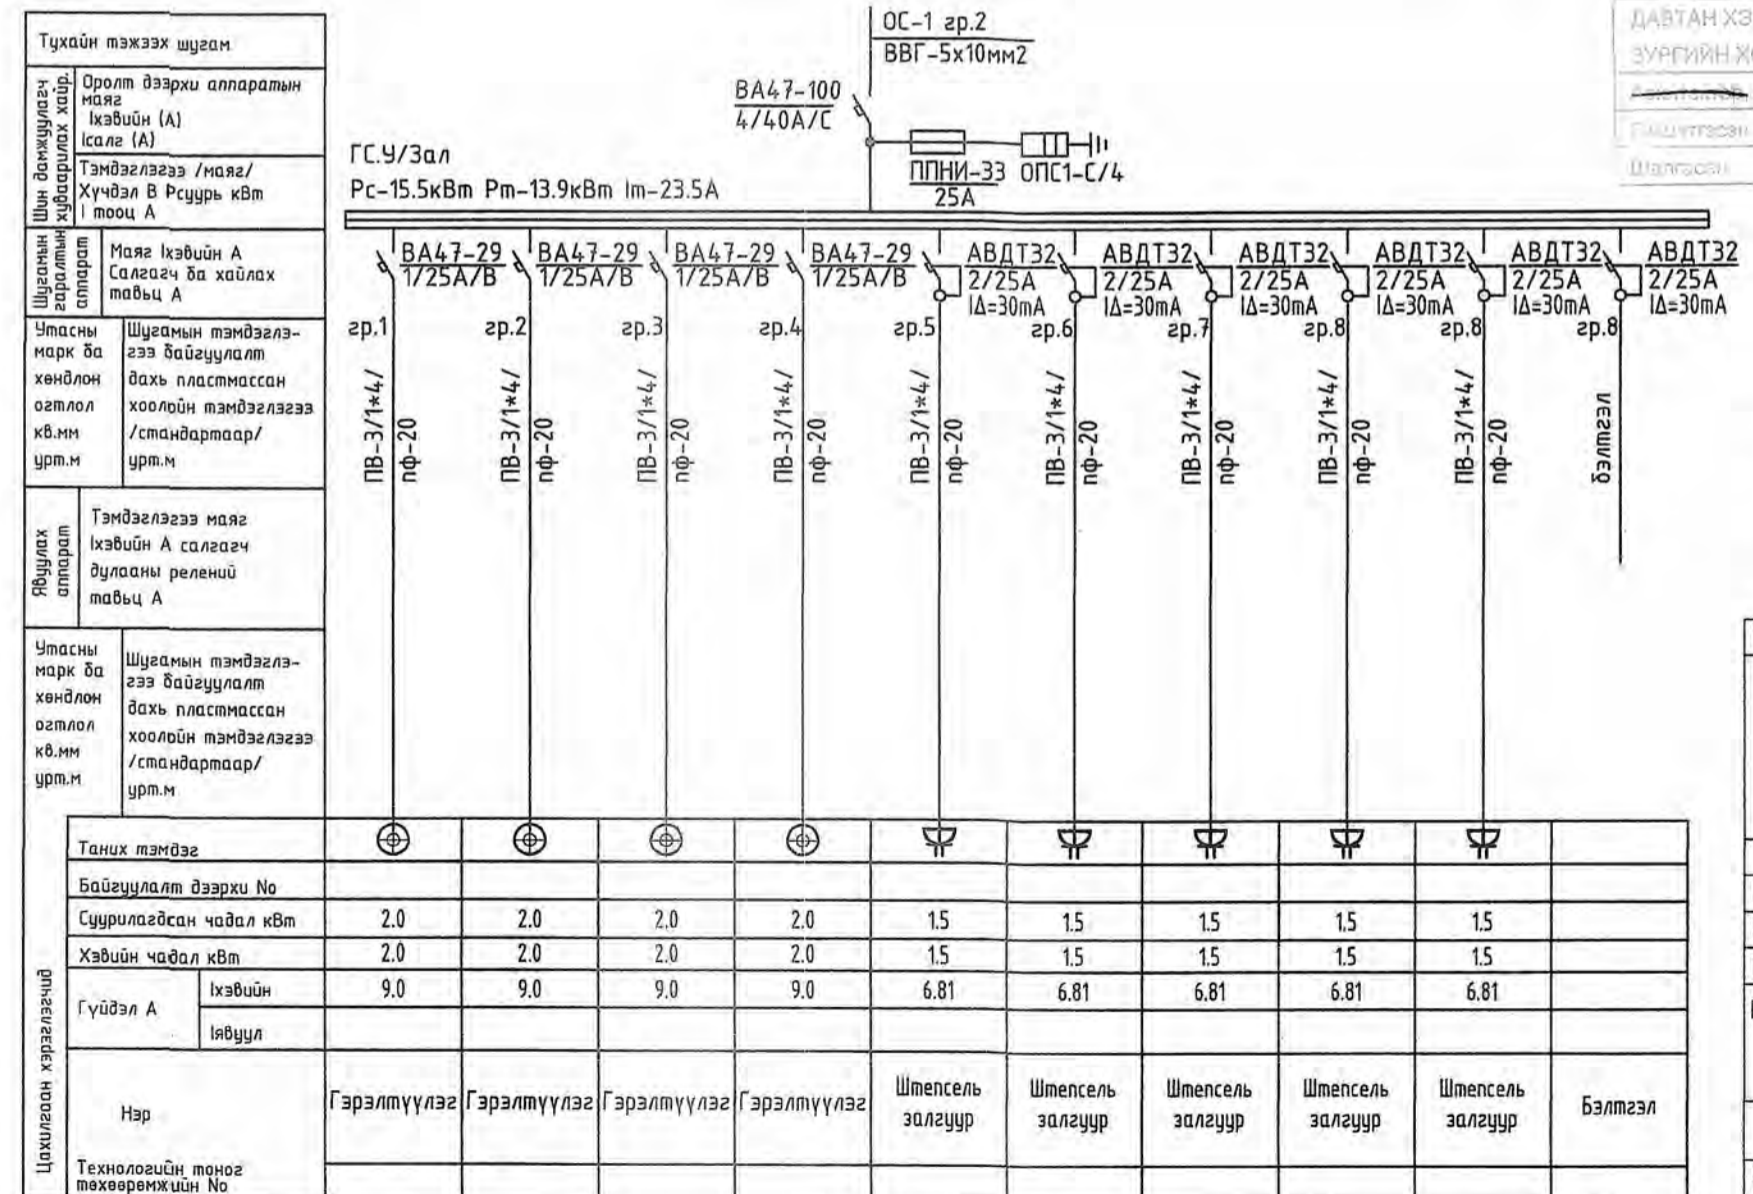 Тухайн тэжээх шугам
Шин дамжуулагч
хуваарилах хайр.
Оролт дээрхи аппаратын
маяг
Iхэвийн (А)
Iсалг (А)
Тэмдэглэгээ /маяг/
Хүчдэл В Рсуурь кВт
I тооц А
Шугамын
гаралтын
аппарат
Маяг Iхэвийн А
Салгагч ба хайлах
тавьц А
Утасны
марк ба
хөндлөн
огтлол
кв.мм
урт.м
Шугамын тэмдэглэ-
гээ байгуулалт
дахь пластмассан
хоолойн тэмдэглэгээ
/стандартаар/
урт.м
Явуулах
аппарат
Тэмдэглэгээ маяг
Iхэвийн А салгагч
дулааны релений
тавьц А
Утасны
марк ба
хөндлөн
огтлол
кв.мм
урт.м
Шугамын тэмдэглэ-
гээ байгуулалт
дахь пластмассан
хоолойн тэмдэглэгээ
/стандартаар/
урт.м
ОС-1 гр.2
ВВГ-5х10мм2
ВА47-100
4/40А/С
ППНИ-33
25А
ОПС1-С/4
ГС.У/Зал
Рс-15.5кВт Рт-13.9кВт Iт-23.5А
ДАВТАН ХЭ
ЗУРГИЙН
Шалгасан
ВА47-29 ВА47-29 ВА47-29 ВА47-29 АВДТ32 АВДТ32 АВДТ32 АВДТ32 АВДТ32 АВДТ32
1/25А/В 1/25А/В 1/25А/В 1/25А/В 2/25А 2/25А 2/25А 2/25А 2/25А 2/25А
IΔ=30mA IΔ=30mA IΔ=30mA IΔ=30mA IΔ=30mA IΔ=30mA
гр.1 гр.2 гр.3 гр.4 гр.5 гр.6 гр.7 гр.8 гр.8 гр.8
ПВ-3/1*4/ ПВ-3/1*4/ ПВ-3/1*4/ ПВ-3/1*4/ ПВ-3/1*4/ ПВ-3/1*4/ ПВ-3/1*4/ ПВ-3/1*4/ ПВ-3/1*4/ бэлтгэл
пф-20 пф-20 пф-20 пф-20 пф-20 пф-20 пф-20 пф-20 пф-20
Цахилгаан хэрэглэгчид
Таних тэмдэг
Байгуулалт дээрхи No
Суурилагдсан чадал кВт 2.0 2.0 2.0 2.0 1.5 1.5 1.5 1.5 1.5
Хэвийн чадал кВт 2.0 2.0 2.0 2.0 1.5 1.5 1.5 1.5 1.5
Гүйдэл А
Iхэвийн 9.0 9.0 9.0 9.0 6.81 6.81 6.81 6.81 6.81
Iявуул
Нэр
Гэрэлтүүлэг Гэрэлтүүлэг Гэрэлтүүлэг Гэрэлтүүлэг
Штепсель Штепсель Штепсель Штепсель Штепсель
залгуур залгуур залгуур залгуур залгуур
Бэлтгэл
Технологийн тоног
төхөөрөмжийн No